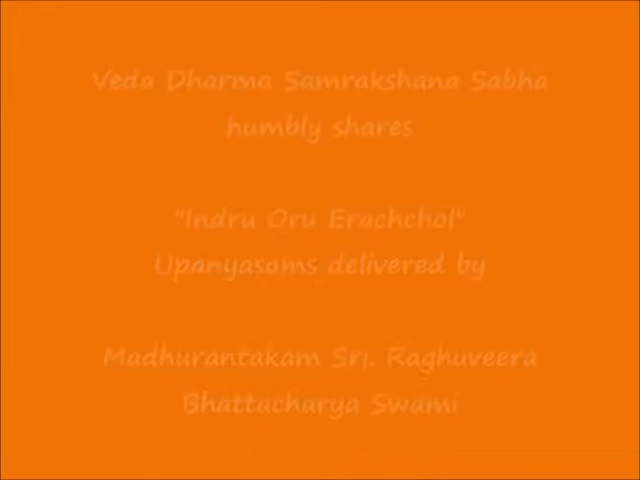 Veda Dharma Samrakshana Sabha
humbly shares
"Indru Oru Erachchol"
Upanyasams delivered by
Madhurantakam Sri. Raghuveera
Bhattacharya Swami